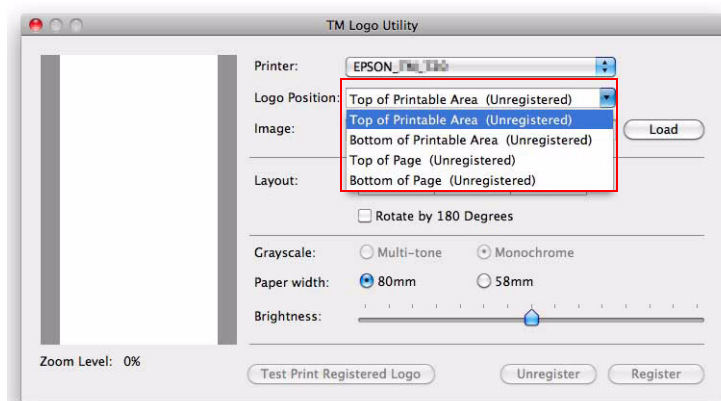 TM Logo Utility
Printer: EPSON_
Logo Position: Top of Printable Area (Unregistered)
Top of Printable Area (Unregistered)
Image:
Load
Bottom of Printable Area (Unregistered)
Top of Page (Unregistered)
Layout:
Bottom of Page (Unregistered)
Rotate by 180 Degrees
Grayscale: Multi-tone Monochrome
Paper width: 80mm 58mm
Brightness:
Zoom Level: 0%
Test Print Registered Logo Unregister Register